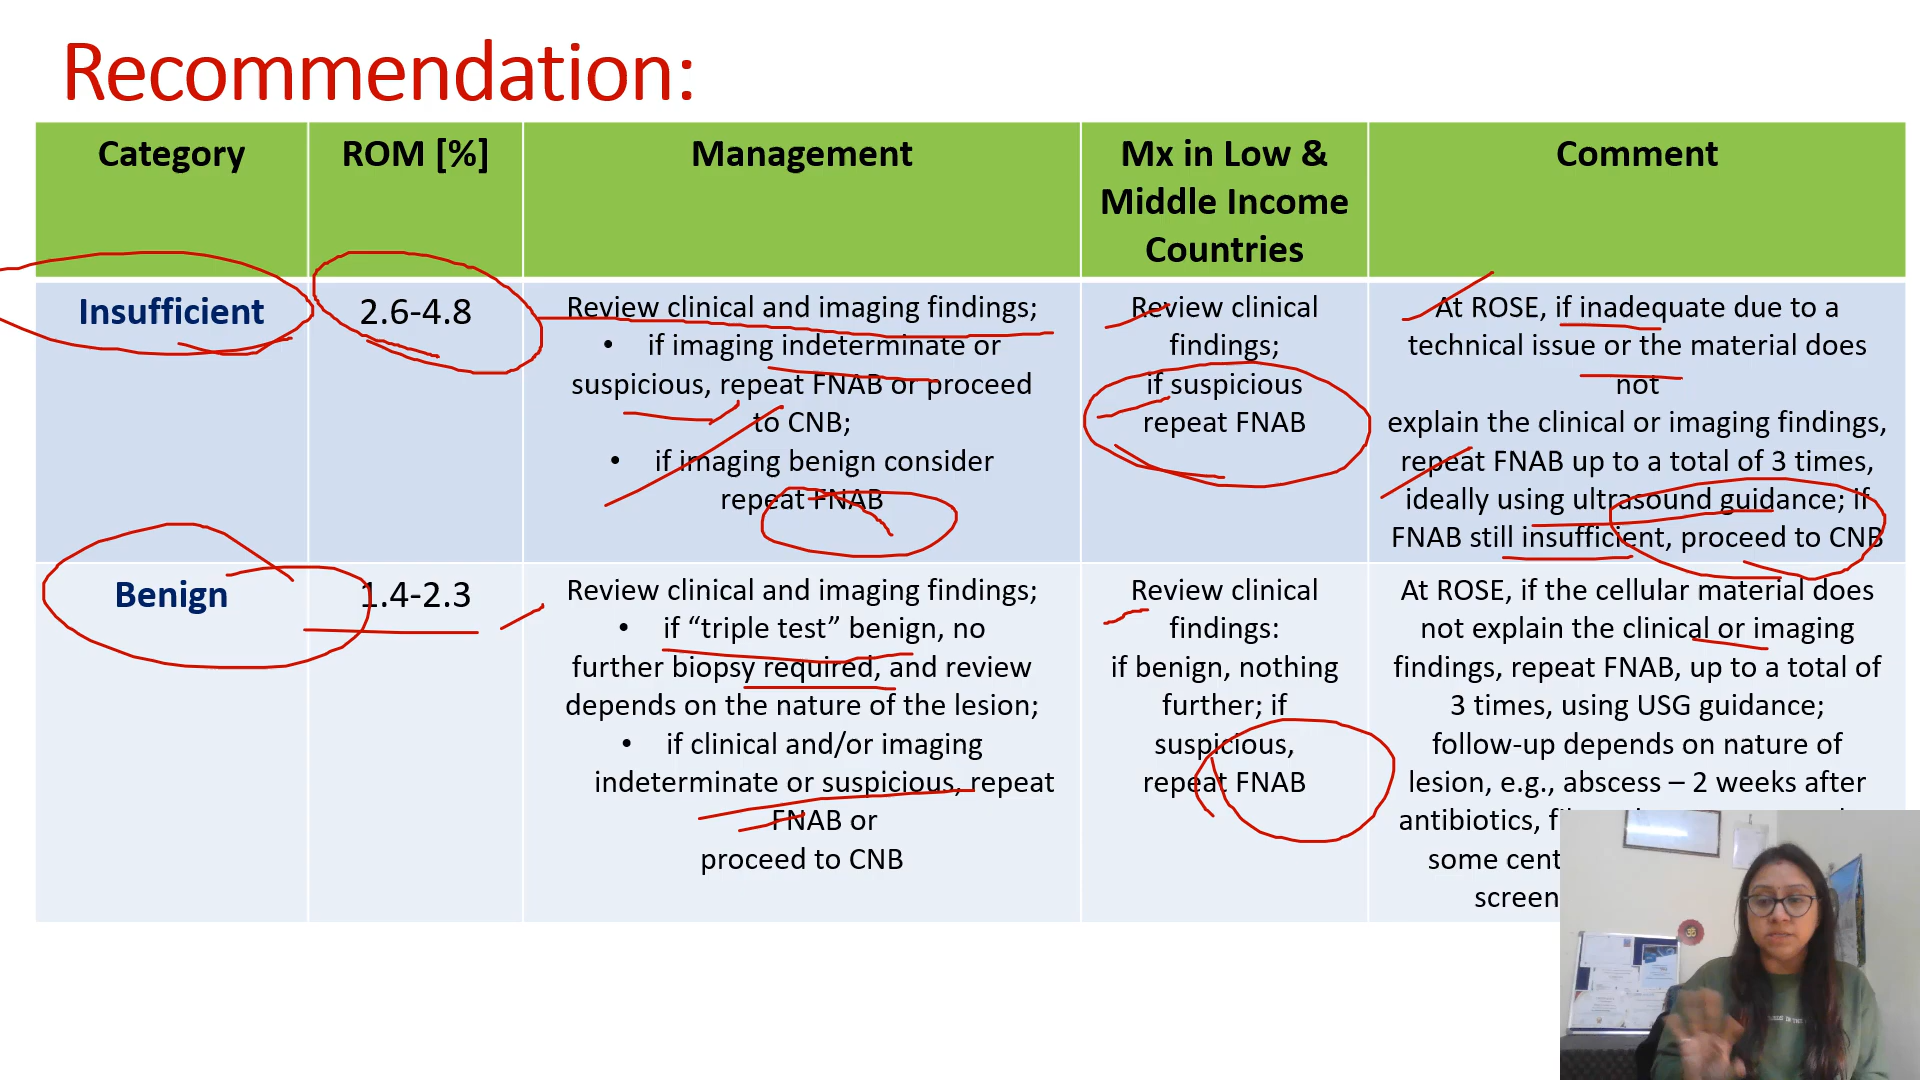 Recommendation:
Category
ROM [%]
Management
Mx in Low &
Middle Income
Countries
Comment
Insufficient
2.6-4.8
Review clinical and imaging findings;
• if imaging indeterminate or
suspicious, repeat FNAB or proceed
to CNB;
• if imaging benign consider
repeat FNAB
Review clinical
findings;
if suspicious
repeat FNAB
At ROSE, if inadequate due to a
technical issue or the material does
not
explain the clinical or imaging findings,
repeat FNAB up to a total of 3 times,
ideally using ultrasound guidance; if
FNAB still insufficient, proceed to CNB
Benign
1.4-2.3
Review clinical and imaging findings;
• if “triple test” benign, no
further biopsy required, and review
depends on the nature of the lesion;
• if clinical and/or imaging
indeterminate or suspicious, repeat
FNAB or
proceed to CNB
Review clinical
findings:
if benign, nothing
further; if
suspicious,
repeat FNAB
At ROSE, if the cellular material does
not explain the clinical or imaging
findings, repeat FNAB, up to a total of
3 times, using USG guidance;
follow-up depends on nature of
lesion, e.g., abscess – 2 weeks after
antibiotics,
some